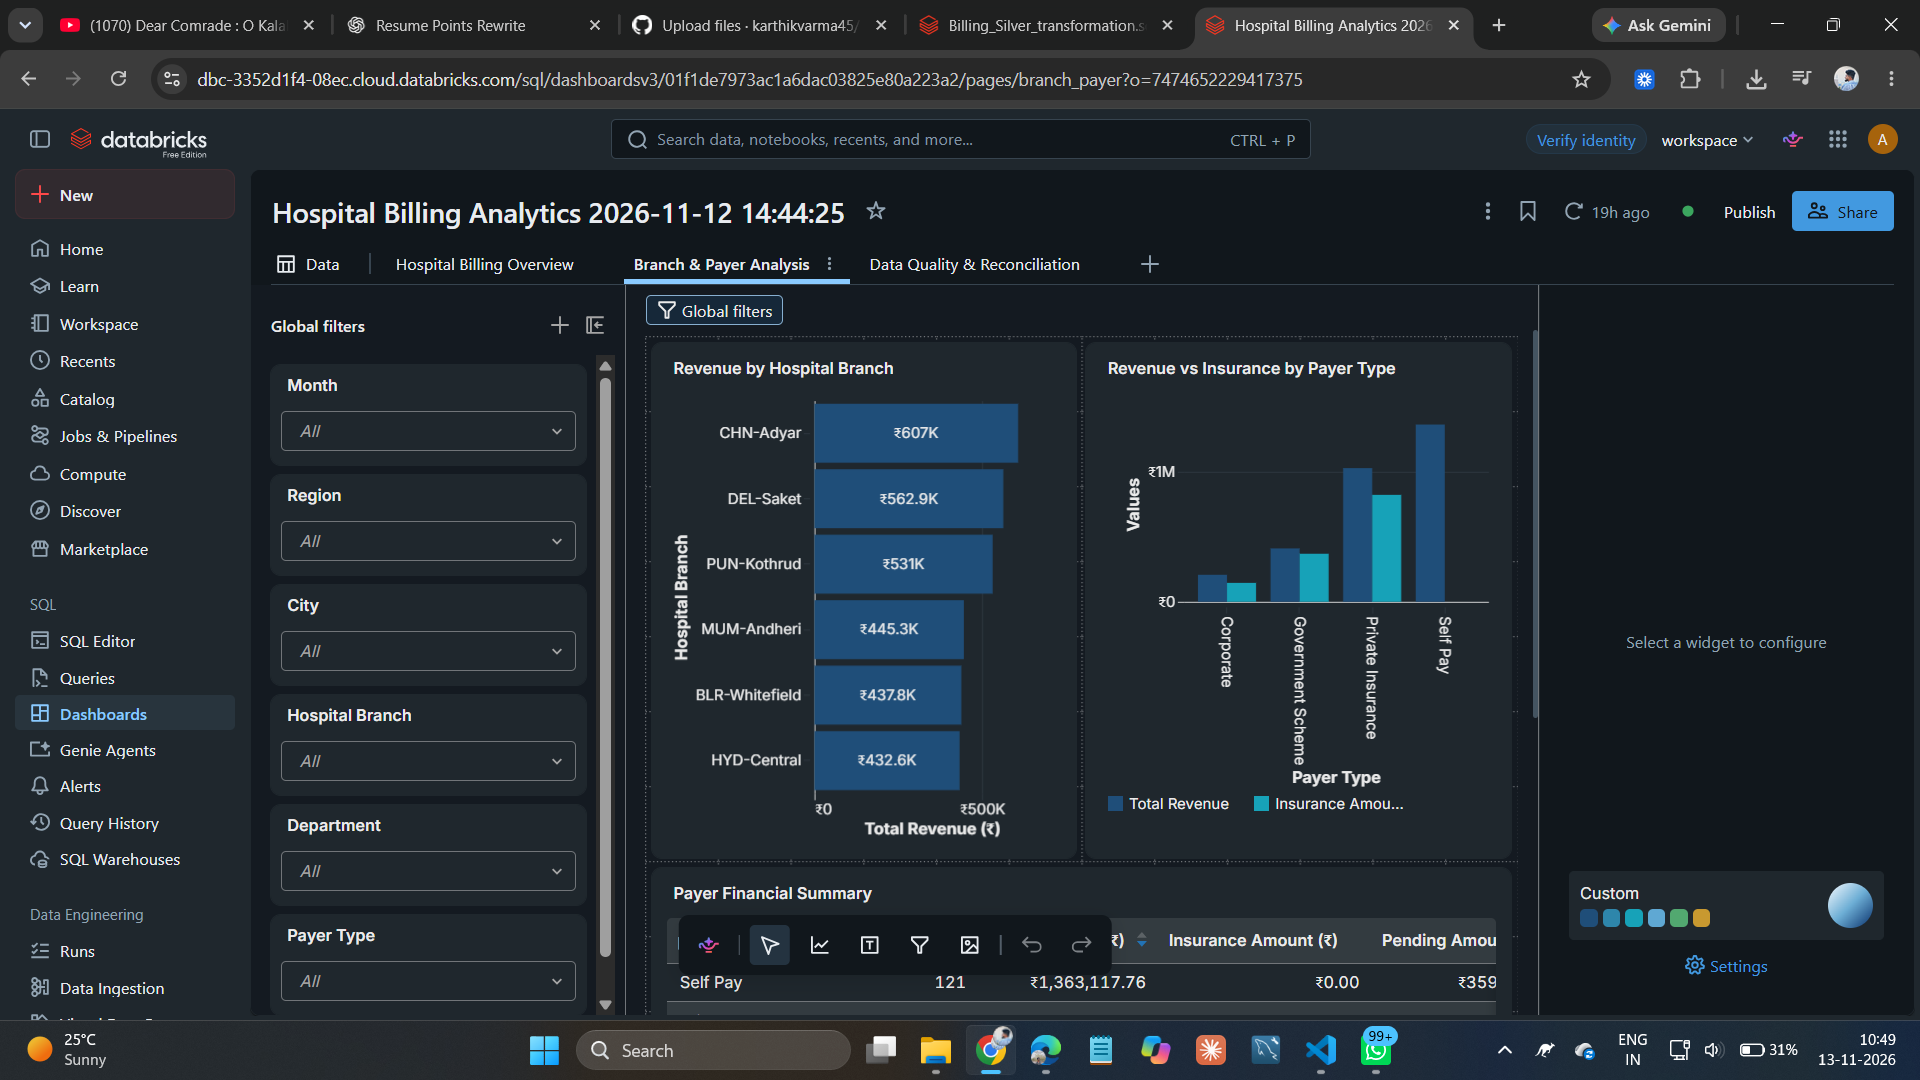 (1070) Dear Comrade : O Kala
Resume Points Rewrite
Upload files · karthikvarma45/
Billing_Silver_transformation.s
Hospital Billing Analytics 2026
Ask Gemini
dbc-3352d1f4-08ec.cloud.databricks.com/sql/dashboardsv3/01f1de7973ac1a6dac03825e80a223a2/pages/branch_payer?o=7474652229417375
databricks
Free Edition
Search data, notebooks, recents, and more...
CTRL + P
Verify identity
workspace
A
New
Home
Learn
Workspace
Recents
Catalog
Jobs & Pipelines
Compute
Discover
Marketplace
SQL
SQL Editor
Queries
Dashboards
Genie Agents
Alerts
Query History
SQL Warehouses
Data Engineering
Runs
Data Ingestion
Hospital Billing Analytics 2026-11-12 14:44:25
19h ago
Publish
Share
Data
Hospital Billing Overview
Branch & Payer Analysis
Data Quality & Reconciliation
Global filters
Month
All
Region
All
City
All
Hospital Branch
All
Department
All
Payer Type
All
Global filters
Revenue by Hospital Branch
Hospital Branch
CHN-Adyar
₹607K
DEL-Saket
₹562.9K
PUN-Kothrud
₹531K
MUM-Andheri
₹445.3K
BLR-Whitefield
₹437.8K
HYD-Central
₹432.6K
₹0
₹500K
Total Revenue (₹)
Revenue vs Insurance by Payer Type
Values
₹1M
₹0
Corporate
Government Scheme
Private Insurance
Self Pay
Payer Type
Total Revenue
Insurance Amou...
Payer Financial Summary
₹)
Insurance Amount (₹)
Pending Amou
Self Pay
121
₹1,363,117.76
₹0.00
₹359
Select a widget to configure
Custom
Settings
25°C
Sunny
Search
99+
ENG
IN
31%
10:49
13-11-2026